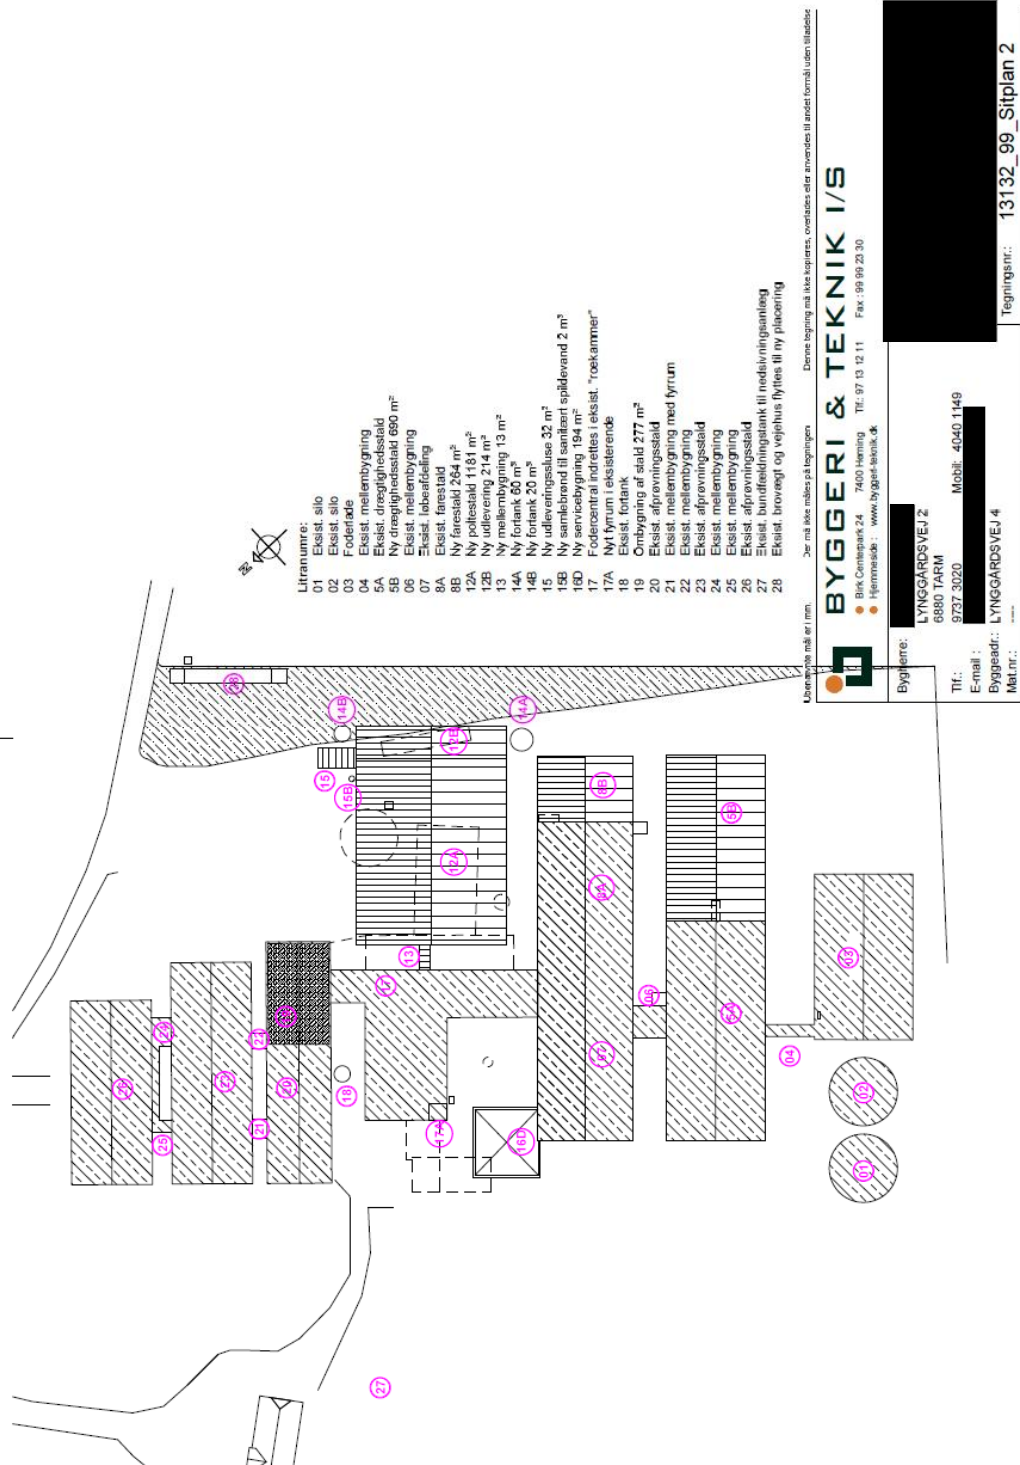 Litranumre:
01 Eksist. silo
02 Eksist. silo
03 Foderlade
04 Eksist. mellembygning
5A Eksist. drægtighedsstald
5B Ny drægtighedsstald 690 m²
06 Eksist. mellembygning
07 Eksist. løbeafdeling
8A Eksist. farestald
8B Ny farestald 264 m²
12A Ny poltestald 1181 m²
12B Ny udlevering 214 m²
13 Ny mellembygning 13 m²
14A Ny fortank 60 m³
14B Ny fortank 20 m³
15 Ny udleveringssluse 32 m²
15B Ny samlebrønd til sanitært spildevand 2 m³
16D Ny servicebygning 194 m²
17 Fodercentral indrettes i eksist. "roekammer"
17A Nyt fyrrum i eksisterende
18 Eksist. fortank
19 Ombygning af stald 277 m²
20 Eksist. afprøvningsstald
21 Eksist. mellembygning med fyrrum
22 Eksist. mellembygning
23 Eksist. afprøvningsstald
24 Eksist. mellembygning
25 Eksist. mellembygning
26 Eksist. afprøvningsstald
27 Eksist. bundfældningstank til nedsivningsanlæg
28 Eksist. brovægt og vejehus flyttes til ny placering
N
28
14B
14A
15
15B
12B
12A
8B
5B
13
17
8A
03
24
22
06
5A
26
23
20
18
07
04
02
25
21
17A
16D
01
27
Ubenævnte mål er i mm. Der må ikke måles på tegningen Denne tegning må ikke kopieres, overlades eller anvendes til andet formål uden tilladelse
BYGGERI & TEKNIK I/S
Birk Centerpark 24 7400 Herning Tlf.: 97 13 12 11 Fax : 99 99 23 30
Hjemmeside : www.byggeri-teknik.dk
Bygherre:
LYNGGÅRDSVEJ 2
6880 TARM
Tlf.: 9737 3020 Mobil: 4040 1149
E-mail :
Byggeadr.: LYNGGÅRDSVEJ 4
Mat.nr.: ---
Tegningsnr.: 13132_99_Sitplan 2